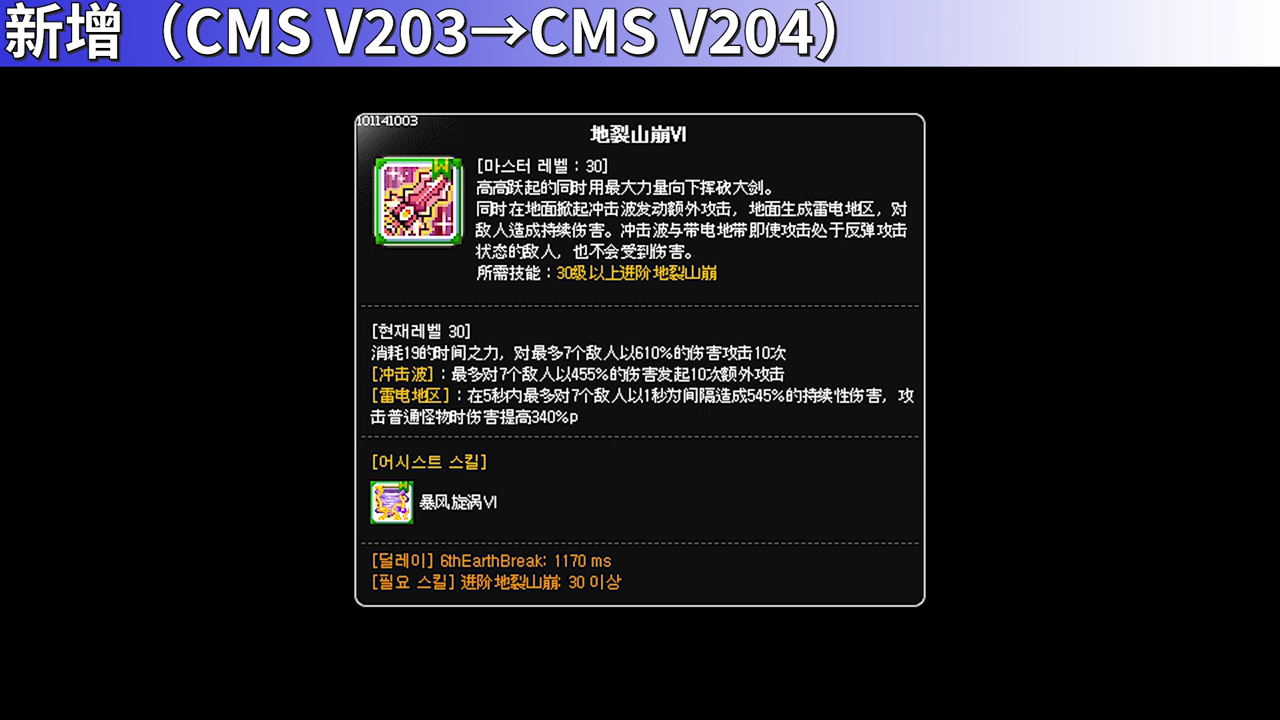 新增（CMS V203→CMS V204）
101141003
地裂山崩VI
[마스터 레벨 : 30]
高高跃起的同时用最大力量向下挥砍大剑。
同时在地面掀起冲击波发动额外攻击，地面生成雷电地区，对
敌人造成持续伤害。冲击波与带电地带即使攻击处于反弹攻击
状态的敌人，也不会受到伤害。
所需技能：30级以上进阶地裂山崩
[현재레벨 30]
消耗19的时间之力，对最多7个敌人以610%的伤害攻击10次
[冲击波]：最多对7个敌人以455%的伤害发起10次额外攻击
[雷电地区]：在5秒内最多对7个敌人以1秒为间隔造成545%的持续性伤害，攻
击普通怪物时伤害提高340%p
[어시스트 스킬]
暴风旋涡VI
[딜레이] 6thEarthBreak: 1170 ms
[필요 스킬] 进阶地裂山崩: 30 이상